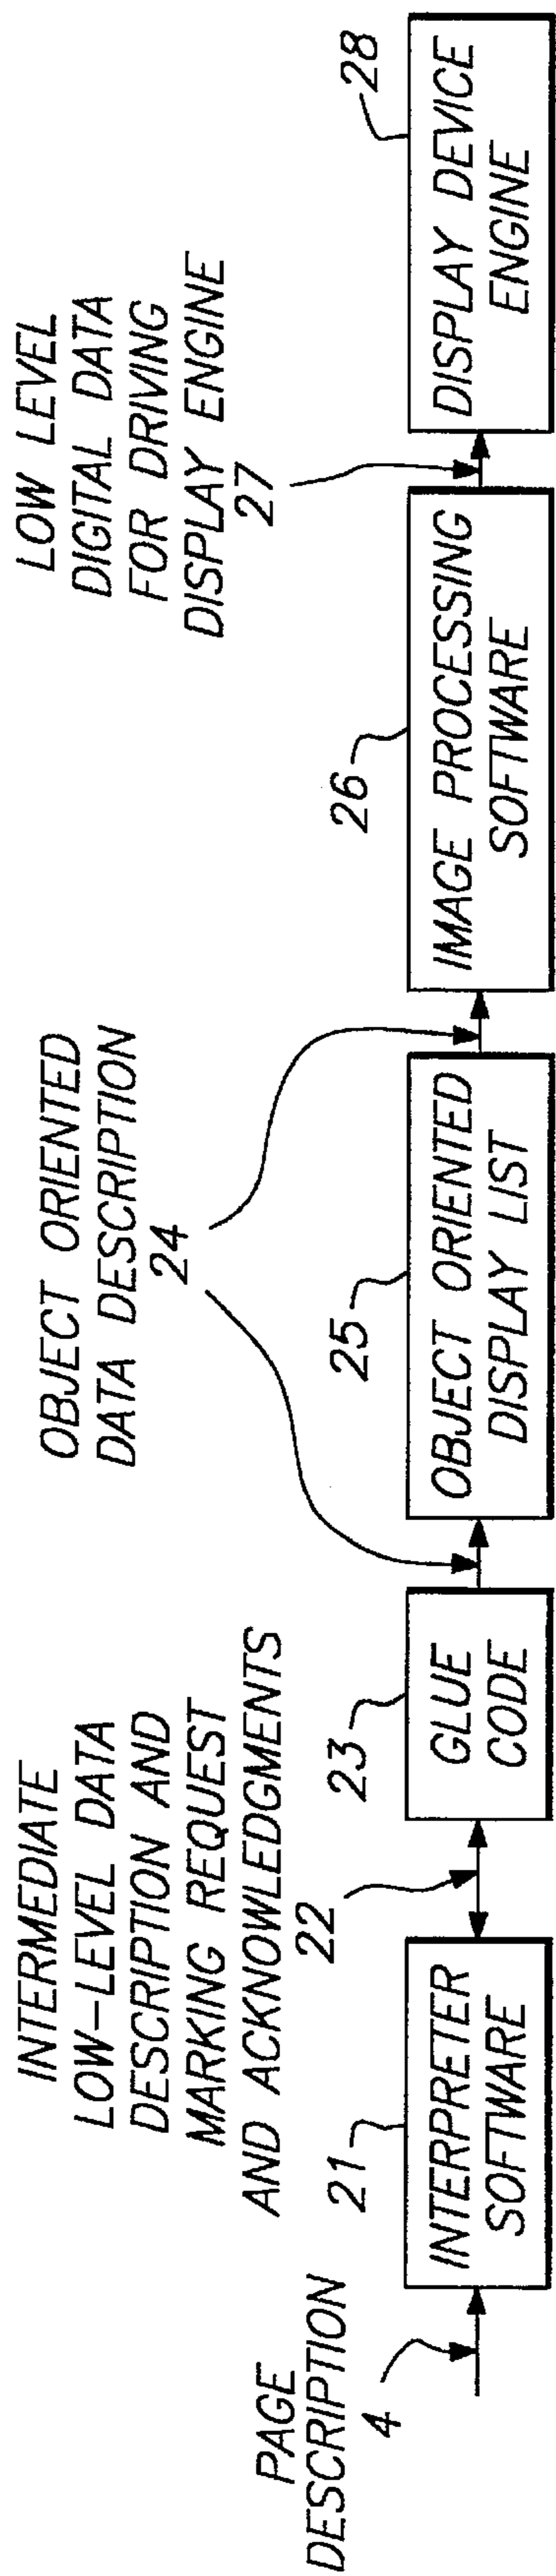 PAGE
DESCRIPTION
4
INTERMEDIATE
LOW-LEVEL DATA
DESCRIPTION AND
MARKING REQUEST
AND ACKNOWLEDGMENTS
22
OBJECT ORIENTED
DATA DESCRIPTION
24
LOW LEVEL
DIGITAL DATA
FOR DRIVING
DISPLAY ENGINE
27
21
INTERPRETER
SOFTWARE
23
GLUE
CODE
25
OBJECT ORIENTED
DISPLAY LIST
26
IMAGE PROCESSING
SOFTWARE
28
DISPLAY DEVICE
ENGINE